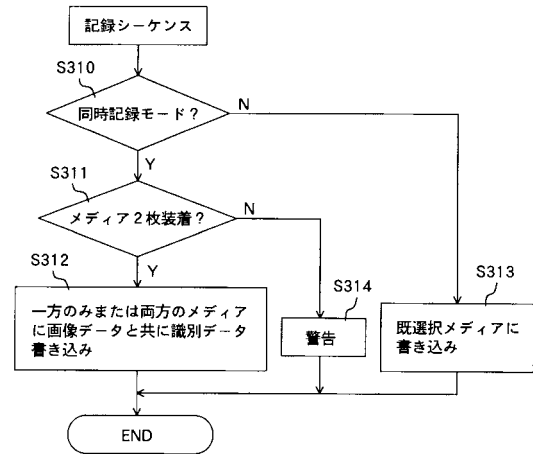 記録シーケンス
S310
同時記録モード?
N
Y
S311
メディア2枚装着?
N
Y
S312
一方のみまたは両方のメディア
に画像データと共に識別データ
書き込み
S314
警告
S313
既選択メディアに
書き込み
END